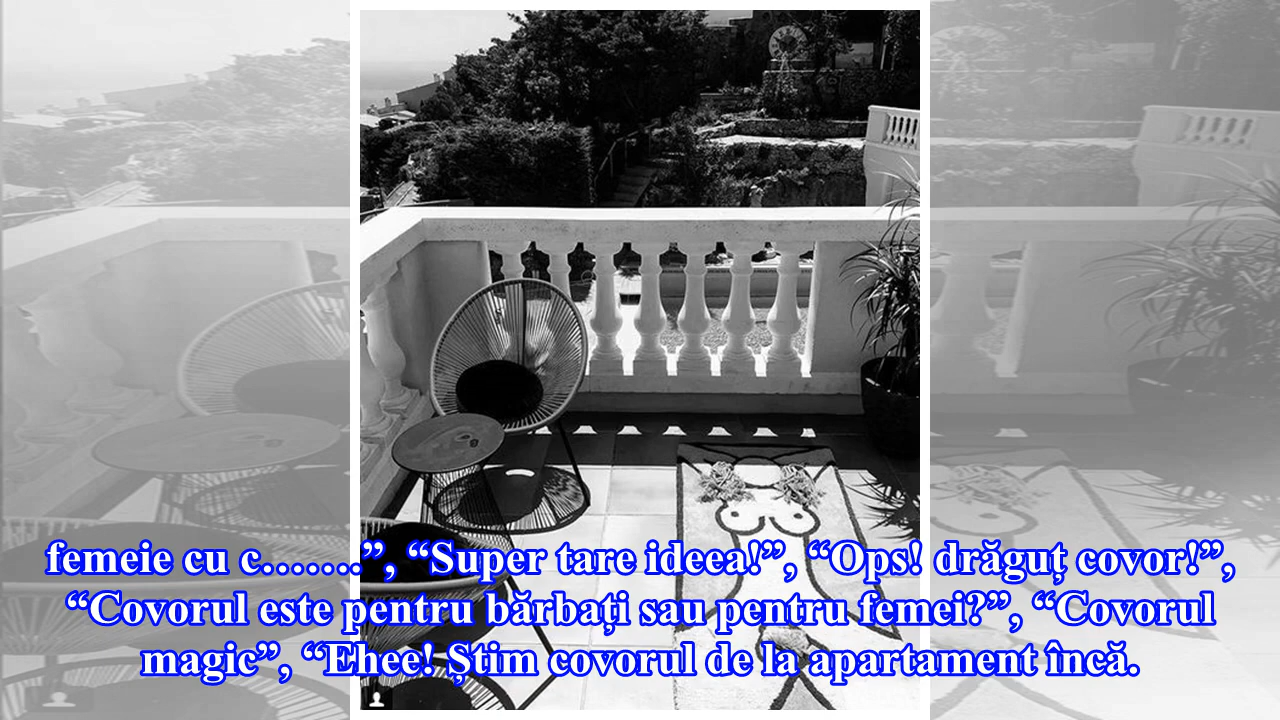 femeie cu c…….”, “Super tare ideea!”, “Ops! drăguț covor!”,
“Covorul este pentru bărbați sau pentru femei?”, “Covorul
magic”, “Ehee! Știm covorul de la apartament încă.